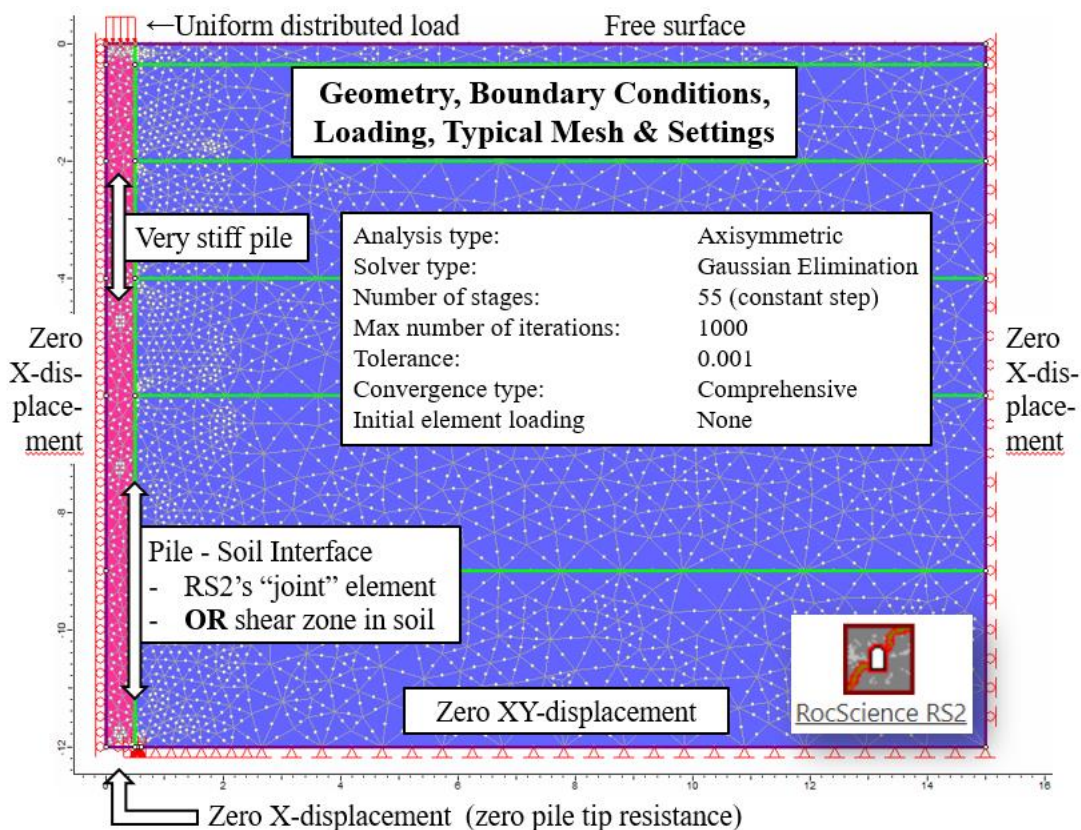 ←Uniform distributed load
Free surface
Geometry, Boundary Conditions,
Loading, Typical Mesh & Settings
Very stiff pile
Analysis type: Axisymmetric
Solver type: Gaussian Elimination
Number of stages: 55 (constant step)
Max number of iterations: 1000
Tolerance: 0.001
Convergence type: Comprehensive
Initial element loading None
Zero
X-dis-
place-
ment
Zero
X-dis-
place-
ment
Pile - Soil Interface
- RS2's “joint” element
- OR shear zone in soil
Zero XY-displacement
RocScience RS2
0
-2
-4
-8
-10
-12
2
4
6
8
10
12
14
16
Zero X-displacement (zero pile tip resistance)